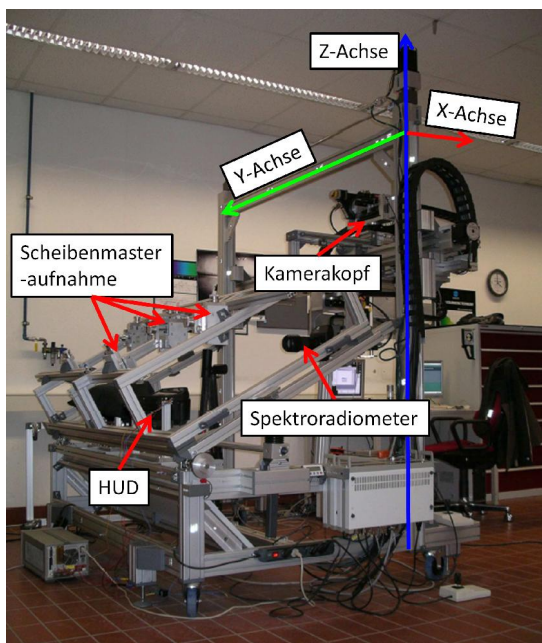 Z-Achse
X-Achse
Y-Achse
Scheibenmaster
-aufnahme
Kamerakopf
Spektroradiometer
HUD